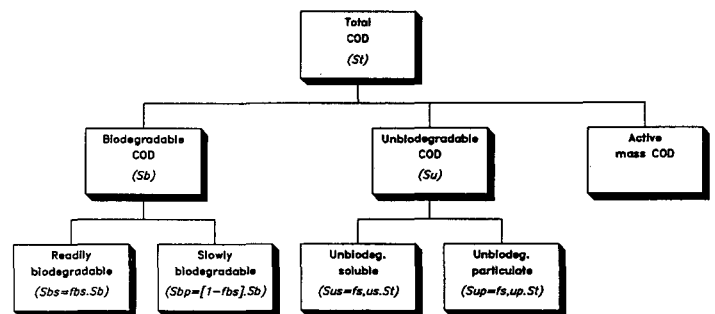 Total
COD
(St)
Biodegradable
COD
(Sb)
Unbiodegradable
COD
(Su)
Active
mass COD
Readily
biodegradable
(Sbs=fbs.Sb)
Slowly
biodegradable
(Sbp=[1-fbs].Sb)
Unbiodeg.
soluble
(Sus=fs,us.St)
Unbiodeg.
particulate
(Sup=fs,up.St)